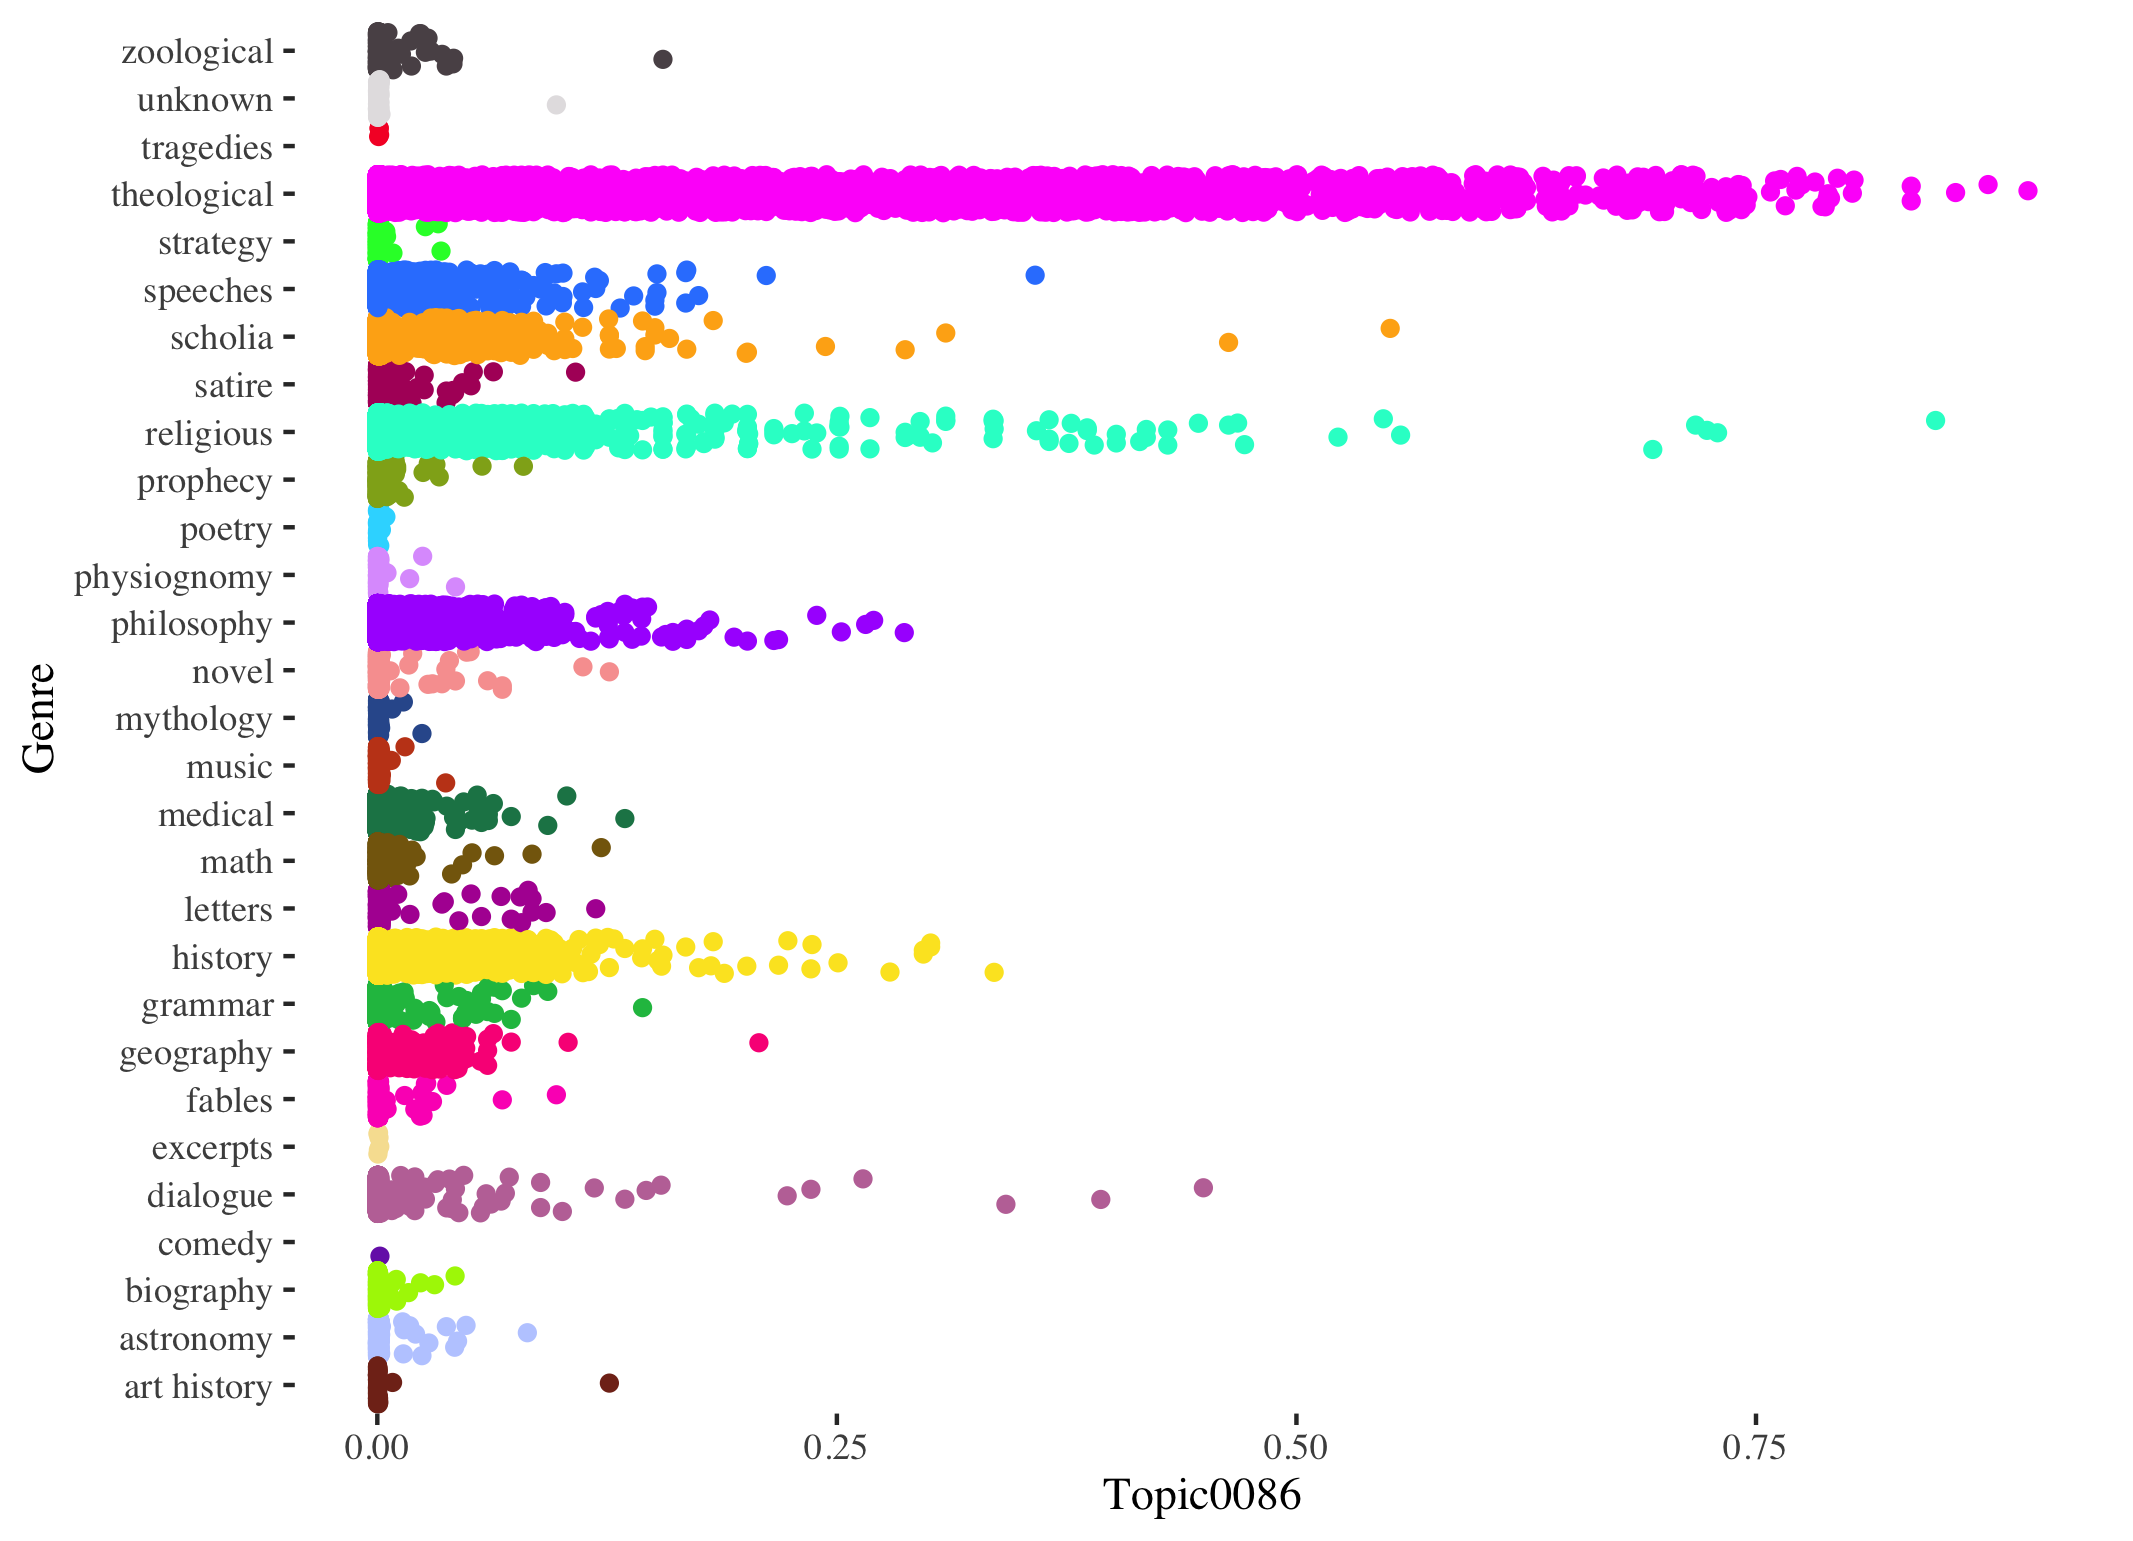 zoological
unknown
tragedies
theological
strategy
speeches
scholia
satire
religious
prophecy
poetry
physiognomy
philosophy
novel
mythology
music
medical
math
letters
history
grammar
geography
fables
excerpts
dialogue
comedy
biography
astronomy
art history
Genre
0.00 0.25 0.50 0.75
Topic0086